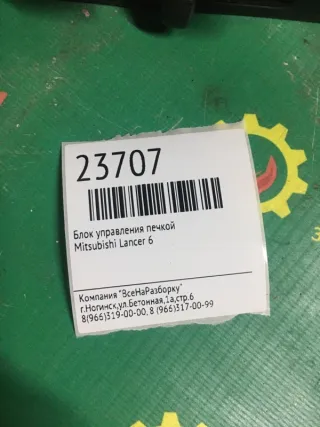 23707
Блок управления печкой
Mitsubishi Lancer 6
Компания "ВсеНаРазборку"
г.Ногинск,ул.Бетонная,1а,стр.6
8(966)319-00-00, 8 (966)317-00-99